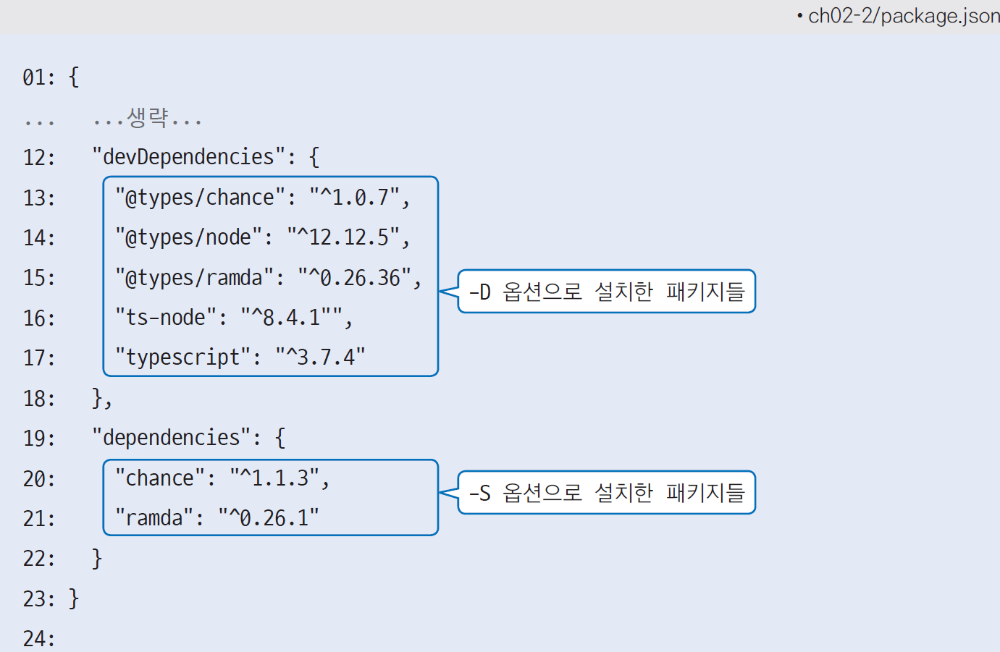 • ch02-2/package.json
01: {
... ...생략...
12: "devDependencies": {
13: "@types/chance": "^1.0.7",
14: "@types/node": "^12.12.5",
15: "@types/ramda": "^0.26.36",
-D 옵션으로 설치한 패키지들
16: "ts-node": "^8.4.1"",
17: "typescript": "^3.7.4"
18: },
19: "dependencies": {
20: "chance": "^1.1.3",
-S 옵션으로 설치한 패키지들
21: "ramda": "^0.26.1"
22: }
23: }
24: